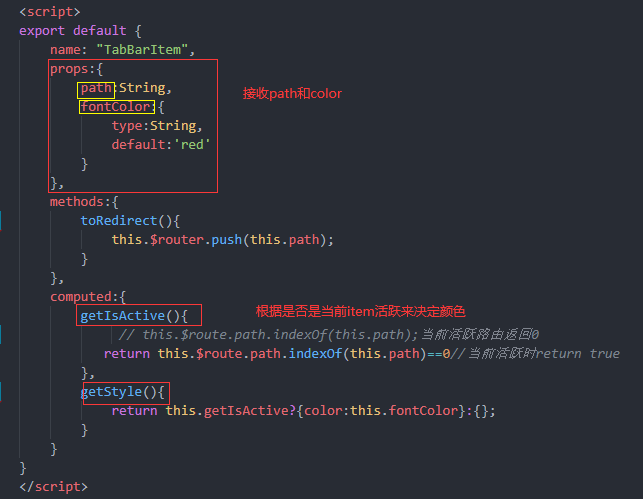 <script>
export default {
name: "TabBarItem",
props:{
path:String,
接收path和color
fontColor:{
type:String,
default:'red'
}
},
methods:{
toRedirect(){
this.$router.push(this.path);
}
},
computed:{
getIsActive(){
根据是否是当前item活跃来决定颜色
// this.$route.path.indexOf(this.path);当前活跃路由返回0
return this.$route.path.indexOf(this.path)==0//当前活跃时return true
},
getStyle(){
return this.getIsActive?{color:this.fontColor}:{};
}
}
}
</script>